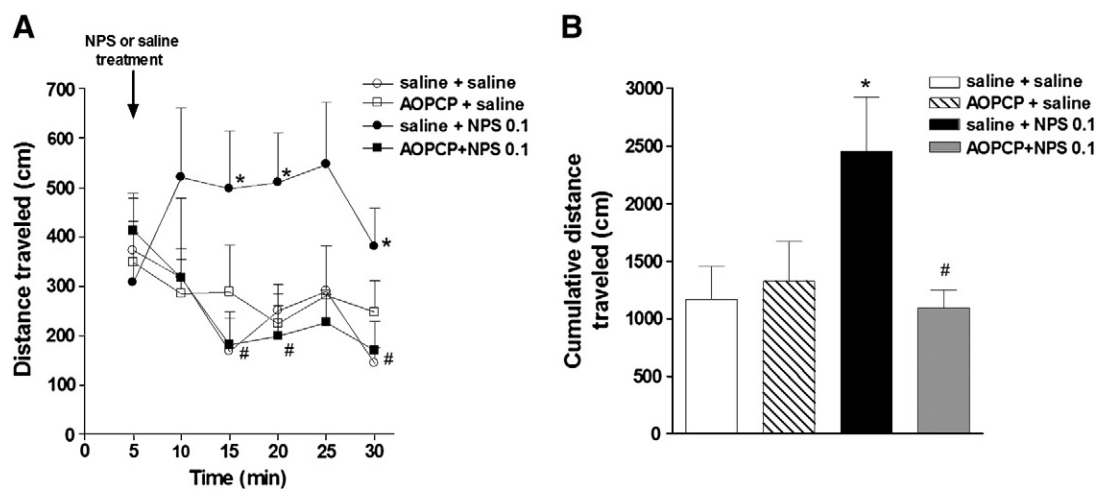 A
NPS or saline
treatment
saline + saline
AOPCP + saline
saline + NPS 0.1
AOPCP+NPS 0.1
Distance traveled (cm)
700
600
500
400
300
200
100
0
*
*
*
#
#
#
0 5 10 15 20 25 30
Time (min)
B
saline + saline
AOPCP + saline
saline + NPS 0.1
AOPCP+NPS 0.1
Cumulative distance
traveled (cm)
3000
2500
2000
1500
1000
500
0
*
#